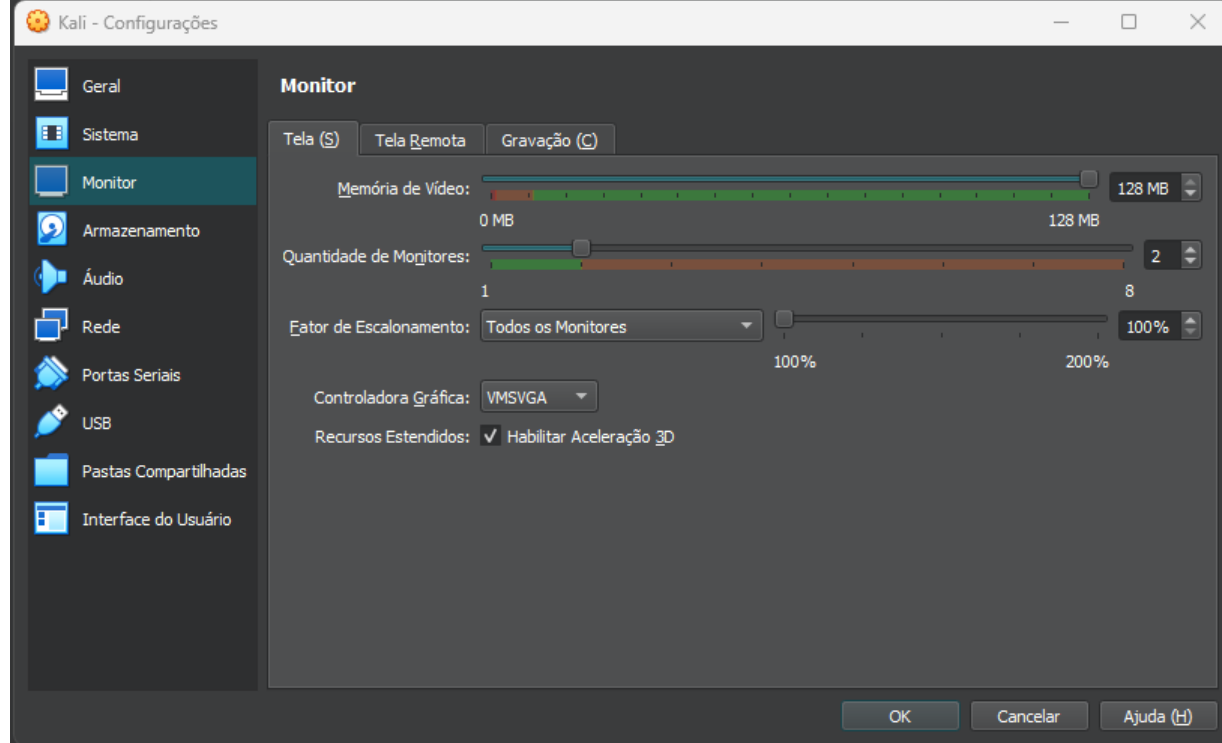 Kali - Configurações
Geral
Sistema
Monitor
Armazenamento
Áudio
Rede
Portas Seriais
USB
Pastas Compartilhadas
Interface do Usuário
Monitor
Tela (S) Tela Remota Gravação (C)
Memória de Vídeo: 128 MB
0 MB 128 MB
Quantidade de Monitores: 2
1 8
Fator de Escalonamento: Todos os Monitores 100%
100% 200%
Controladora Gráfica: VMSVGA
Recursos Estendidos: Habilitar Aceleração 3D
OK Cancelar Ajuda (H)